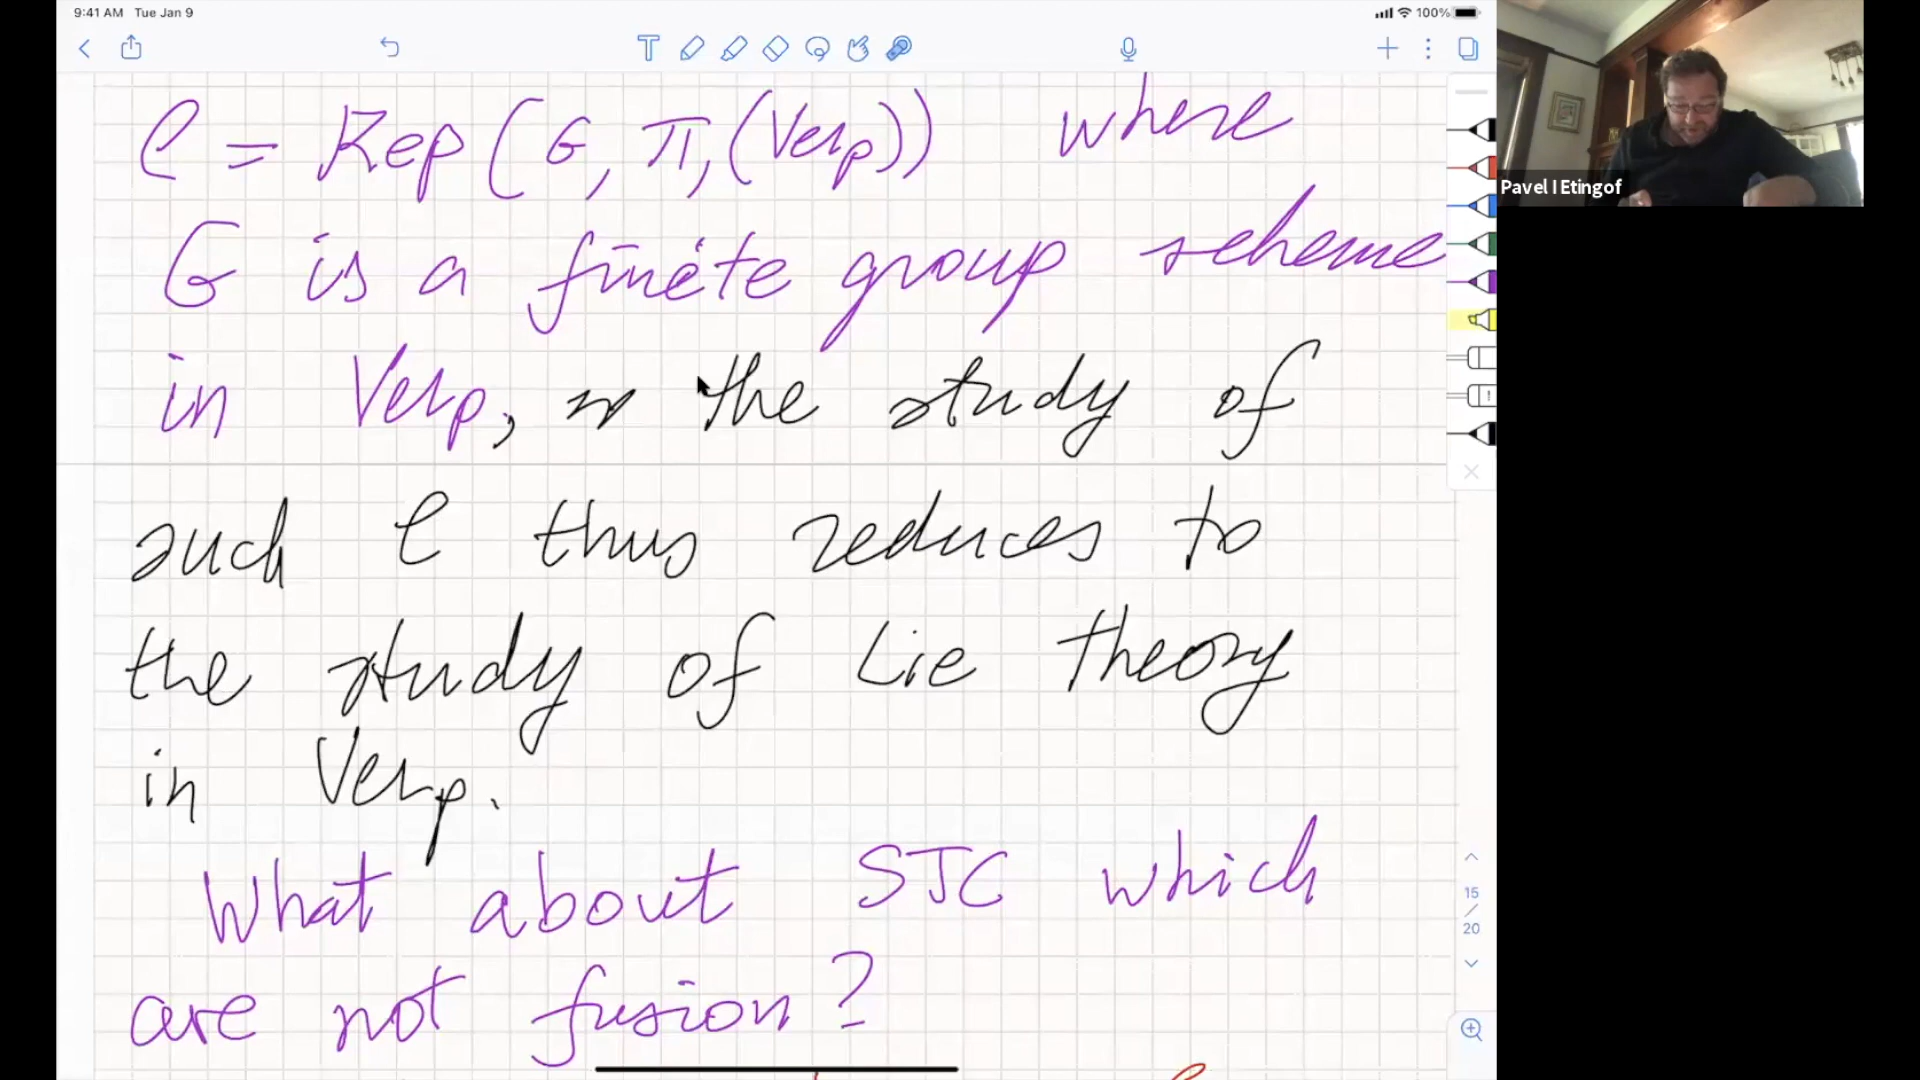 9:41 AM Tue Jan 9
100%
C = Rep(G, π₁(Verₚ)) where
G is a finite group scheme
in Verₚ, the study of
such C thus reduces to
the study of Lie theory
in Verₚ.
What about STC which
are not fusion?
15
/
20
Pavel I Etingof